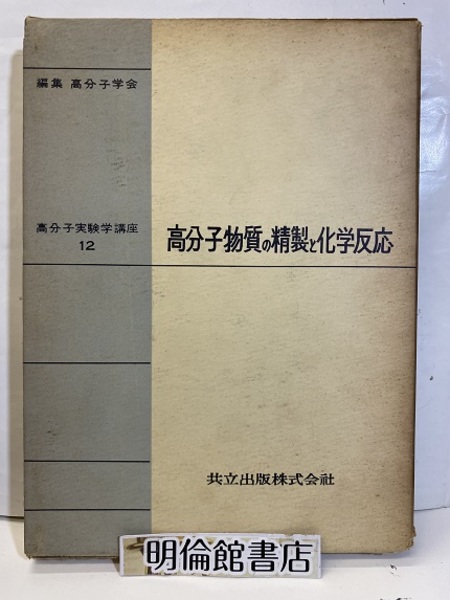 編集 高分子学会
高分子実験学講座
12
高分子物質の精製と化学反応
共立出版株式会社
明倫館書店